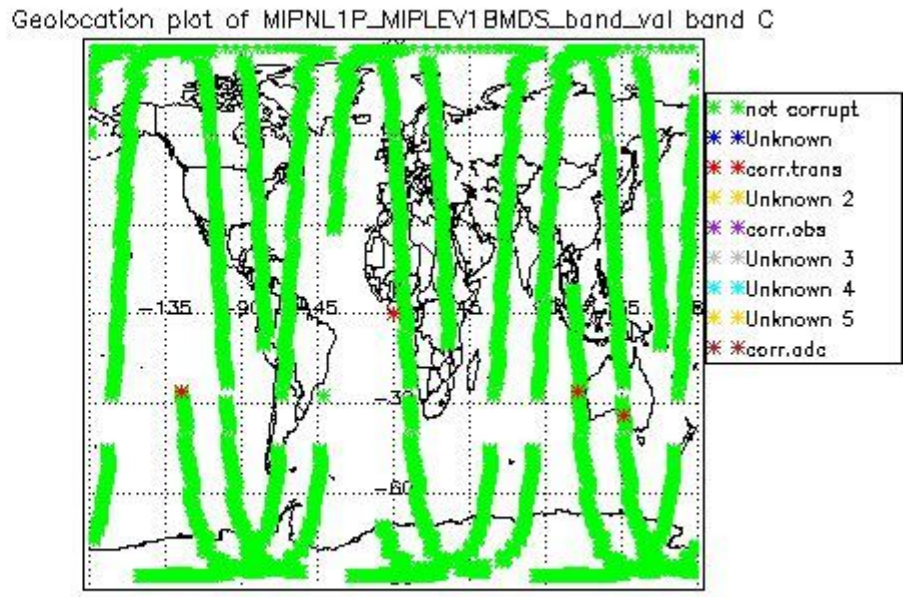 Geolocation plot of MIPNL1P_MIPLEV1BMDS_band_val band C
* *not corrupt
* *Unknown
* *corr.trans
* *Unknown 2
* *corr.obs
* *Unknown 3
* *Unknown 4
* *Unknown 5
* *corr.adc
-135
-90
-30
-60